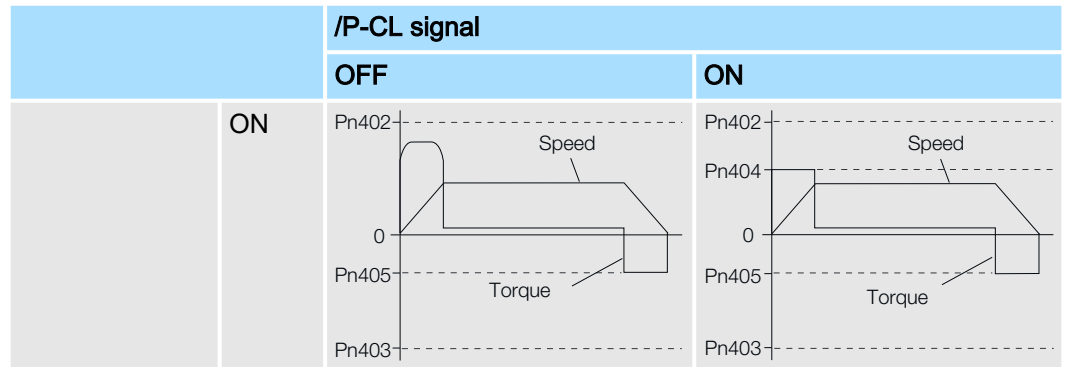 /P-CL signal
OFF
ON
ON
Pn402
Speed
0
Pn405
Torque
Pn403
Pn402
Speed
Pn404
0
Pn405
Torque
Pn403